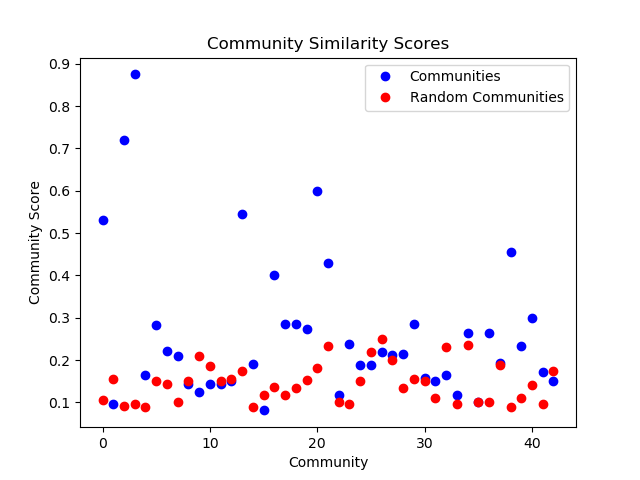 Community Similarity Scores
Communities
Random Communities
Community Score
0.9
0.8
0.7
0.6
0.5
0.4
0.3
0.2
0.1
0
10
20
30
40
Community